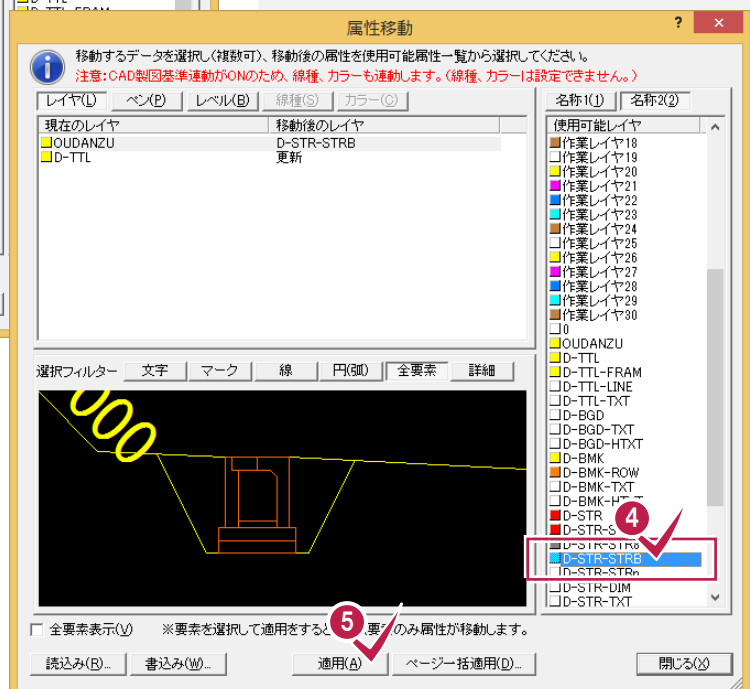 D-TTL-FRAM
属性移動
? ×
移動するデータを選択し(複数可)、移動後の属性を使用可能属性一覧から選択してください。
注意:CAD製図基準連動がONのため、線種、カラーも連動します。(線種、カラーは設定できません。)
レイヤ(L) ペン(P) レベル(B) 線種(S) カラー(C)
名称1(1) 名称2(2)
現在のレイヤ 移動後のレイヤ
OUDANZU D-STR-STRB
D-TTL 更新
使用可能レイヤ
作業レイヤ18
作業レイヤ19
作業レイヤ20
作業レイヤ21
作業レイヤ22
作業レイヤ23
作業レイヤ24
作業レイヤ25
作業レイヤ26
作業レイヤ27
作業レイヤ28
作業レイヤ29
作業レイヤ30
0
OUDANZU
D-TTL
D-TTL-FRAM
D-TTL-LINE
D-TTL-TXT
D-BGD
D-BGD-TXT
D-BGD-HTXT
D-BMK
D-BMK-ROW
D-BMK-TXT
D-STR
4
D-STR-STRB
D-STR-DIM
D-STR-TXT
選択フィルター 文字 マーク 線 円(弧) 全要素 詳細
000
全要素表示(V) ※要素を選択して適用をすると のみ属性が移動します。
5
読込み(R)... 書込み(W)... 適用(A) ページ一括適用(D)... 閉じる(X)